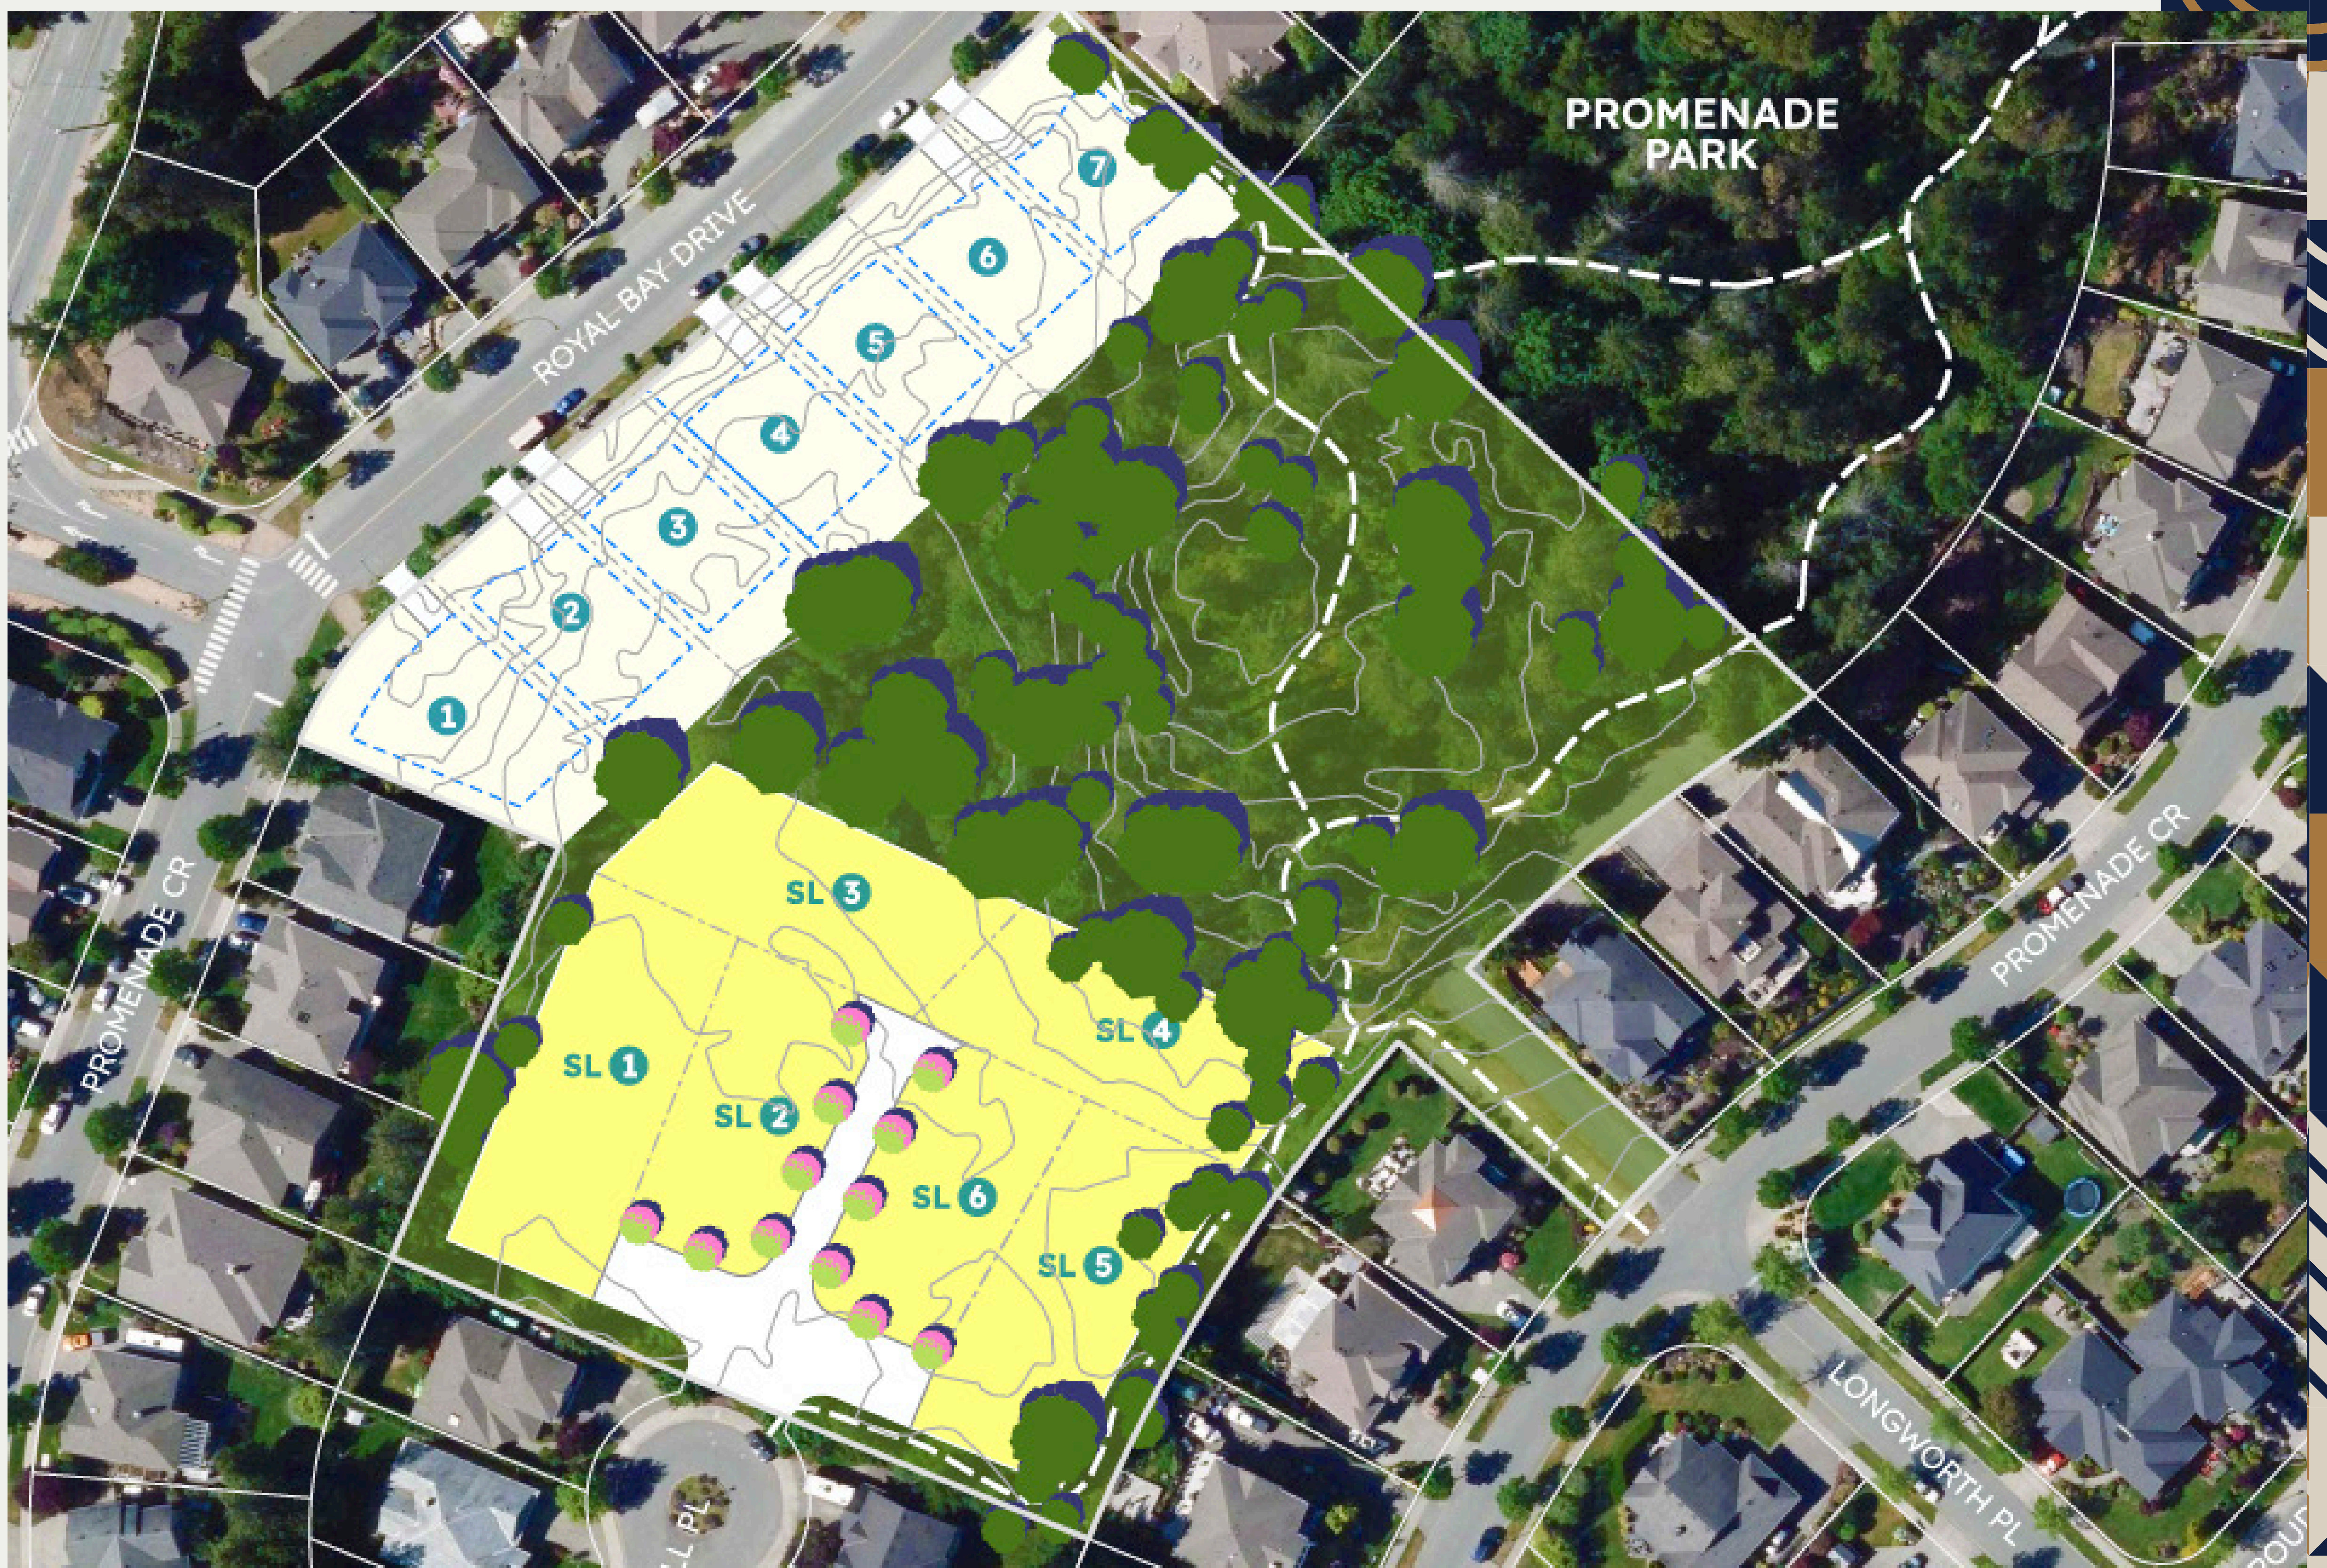 PROMENADE
PARK
7
6
ROYAL BAY DRIVE
5
4
3
2
1
SL 3
PROMENADE CR
PROMENADE CR
SL 4
SL 1
SL 2
SL 6
SL 5
LONGWORTH PL
PL